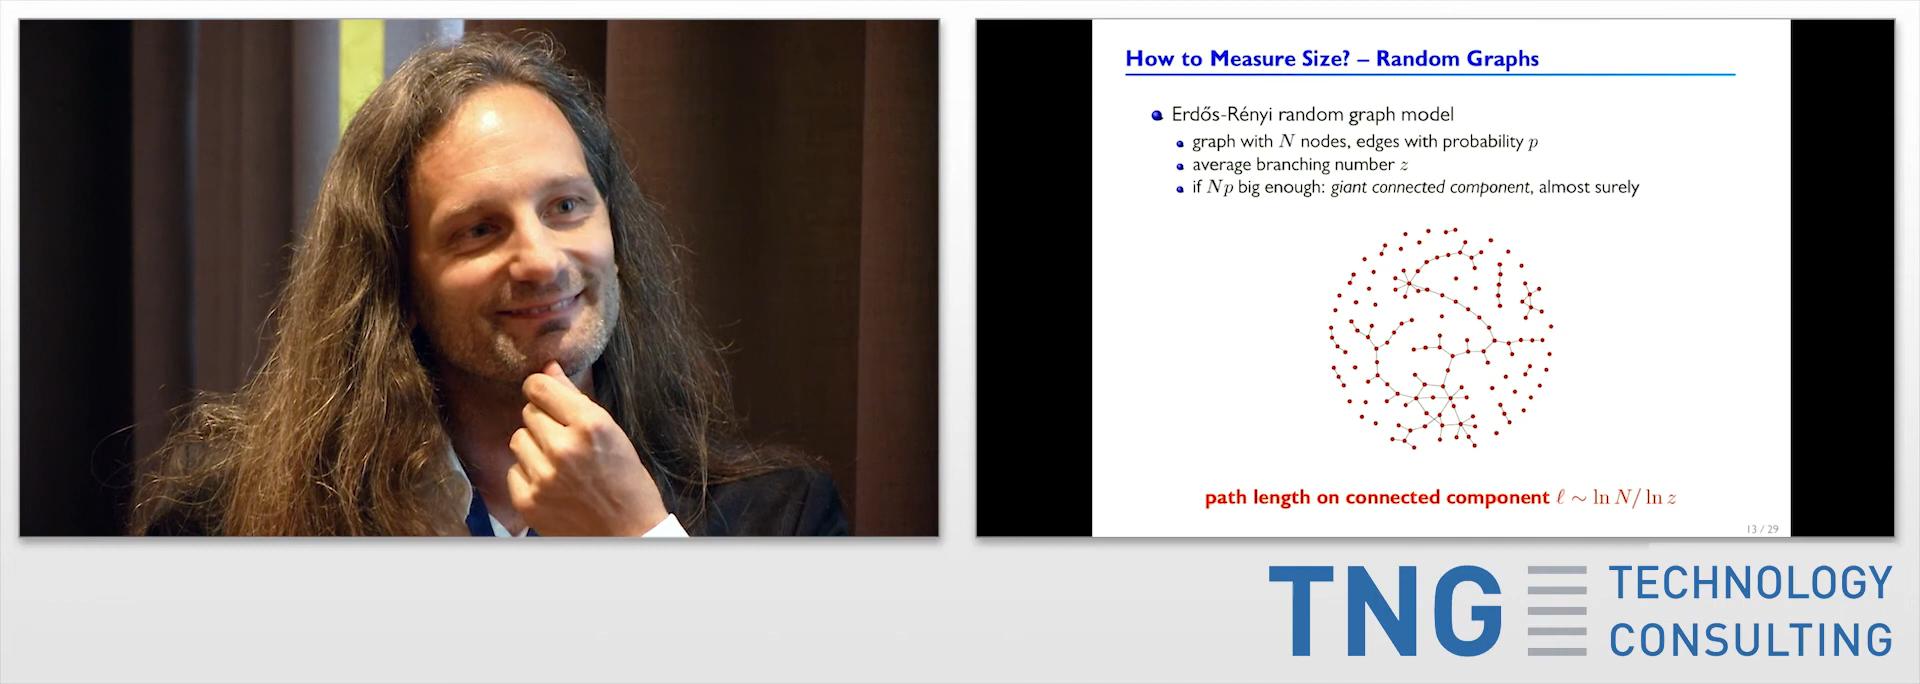 How to Measure Size? – Random Graphs
Erdős-Rényi random graph model
graph with N nodes, edges with probability p
average branching number z
if Np big enough: giant connected component, almost surely
path length on connected component ℓ ∼ ln N/ ln z
13 / 29
TNG TECHNOLOGY
CONSULTING